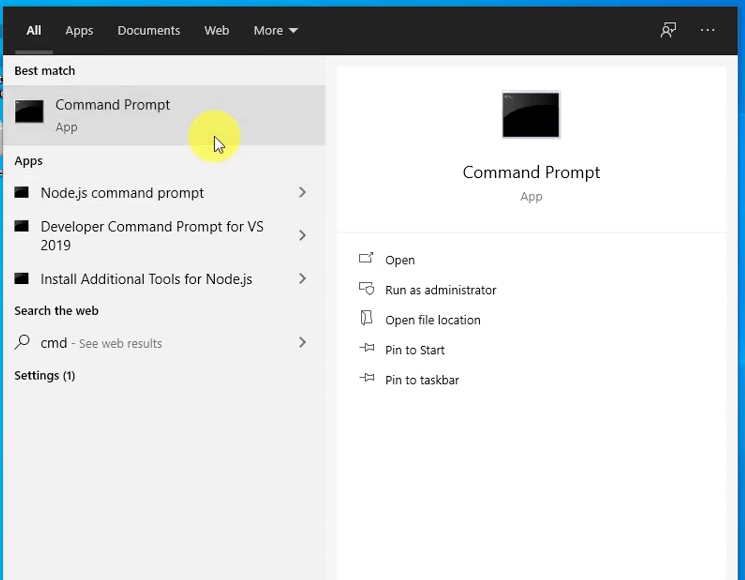 All Apps Documents Web More
Best match
Command Prompt
App
Apps
Node.js command prompt
Developer Command Prompt for VS
2019
Install Additional Tools for Node.js
Search the web
cmd - See web results
Settings (1)
Command Prompt
App
Open
Run as administrator
Open file location
Pin to Start
Pin to taskbar